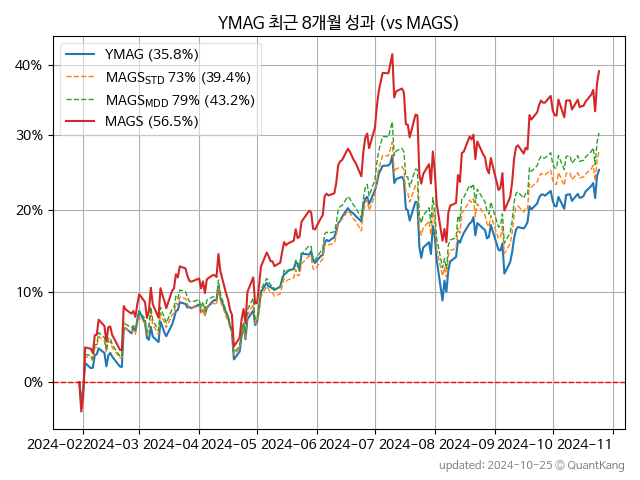 YMAG 최근 8개월 성과 (vs MAGS)
YMAG (35.8%)
MAGS_STD 73% (39.4%)
MAGS_MDD 79% (43.2%)
MAGS (56.5%)
40%
30%
20%
10%
0%
2024-02 2024-03 2024-04 2024-05 2024-06 2024-07 2024-08 2024-09 2024-10 2024-11
updated: 2024-10-25 © QuantKang